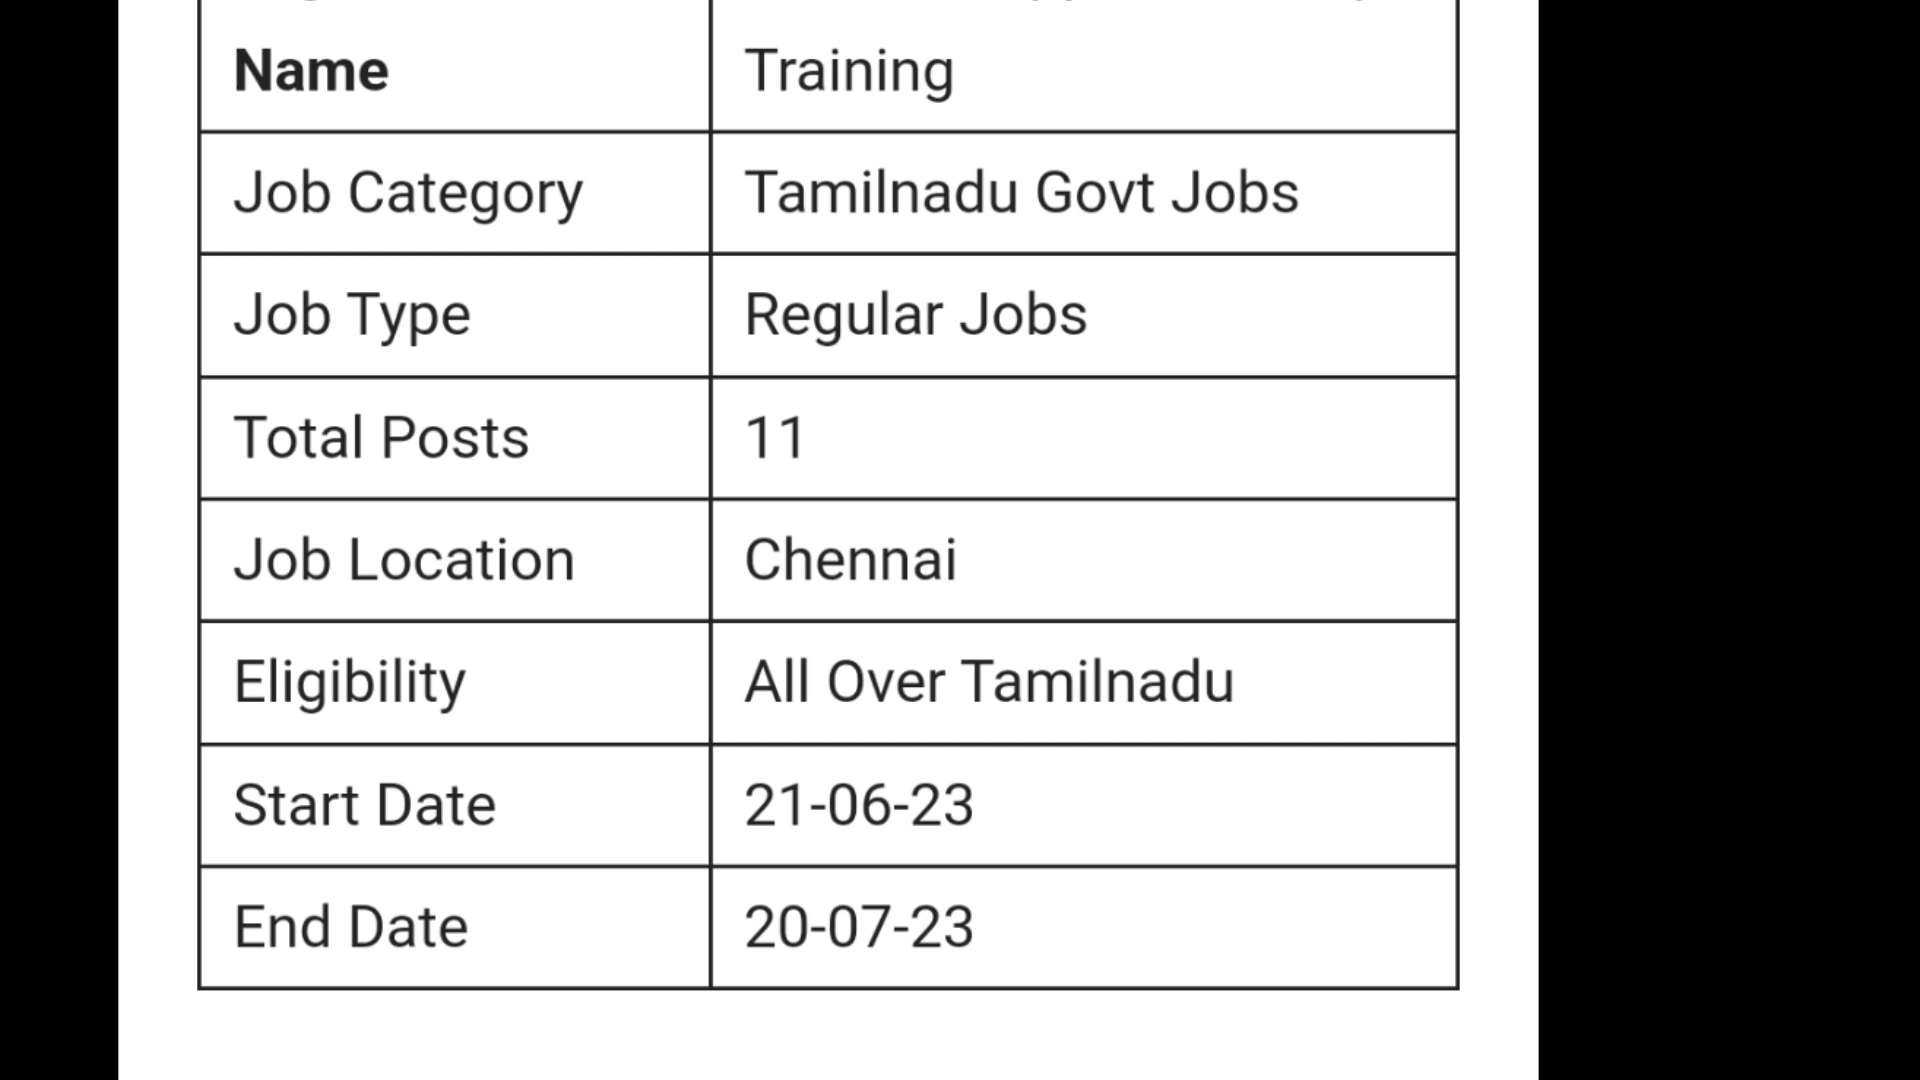 Name Training
Job Category Tamilnadu Govt Jobs
Job Type Regular Jobs
Total Posts 11
Job Location Chennai
Eligibility All Over Tamilnadu
Start Date 21-06-23
End Date 20-07-23